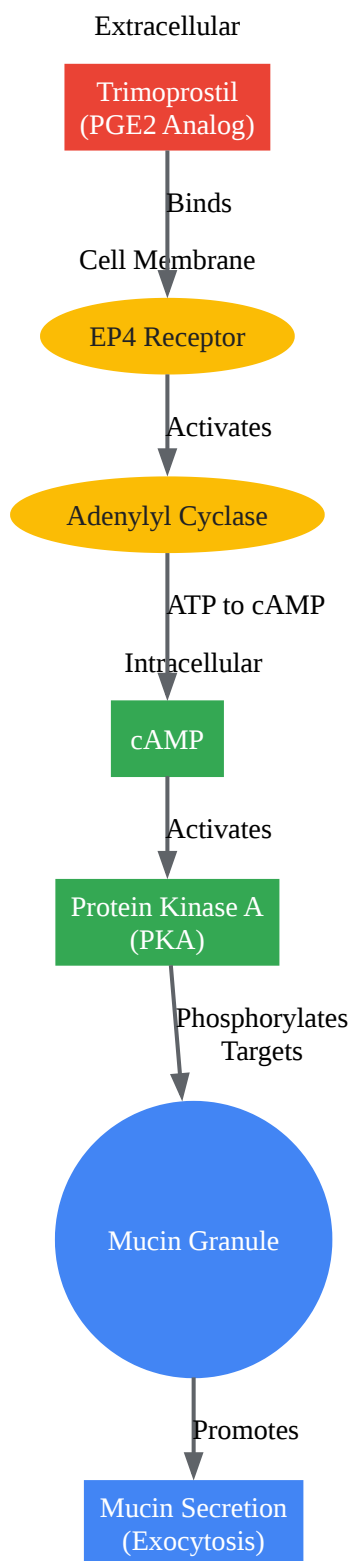 Extracellular
Trimoprostil
(PGE2 Analog)
Binds
Cell Membrane
EP4 Receptor
Activates
Adenylyl Cyclase
ATP to cAMP
Intracellular
cAMP
Activates
Protein Kinase A
(PKA)
Phosphorylates
Targets
Mucin Granule
Promotes
Mucin Secretion
(Exocytosis)